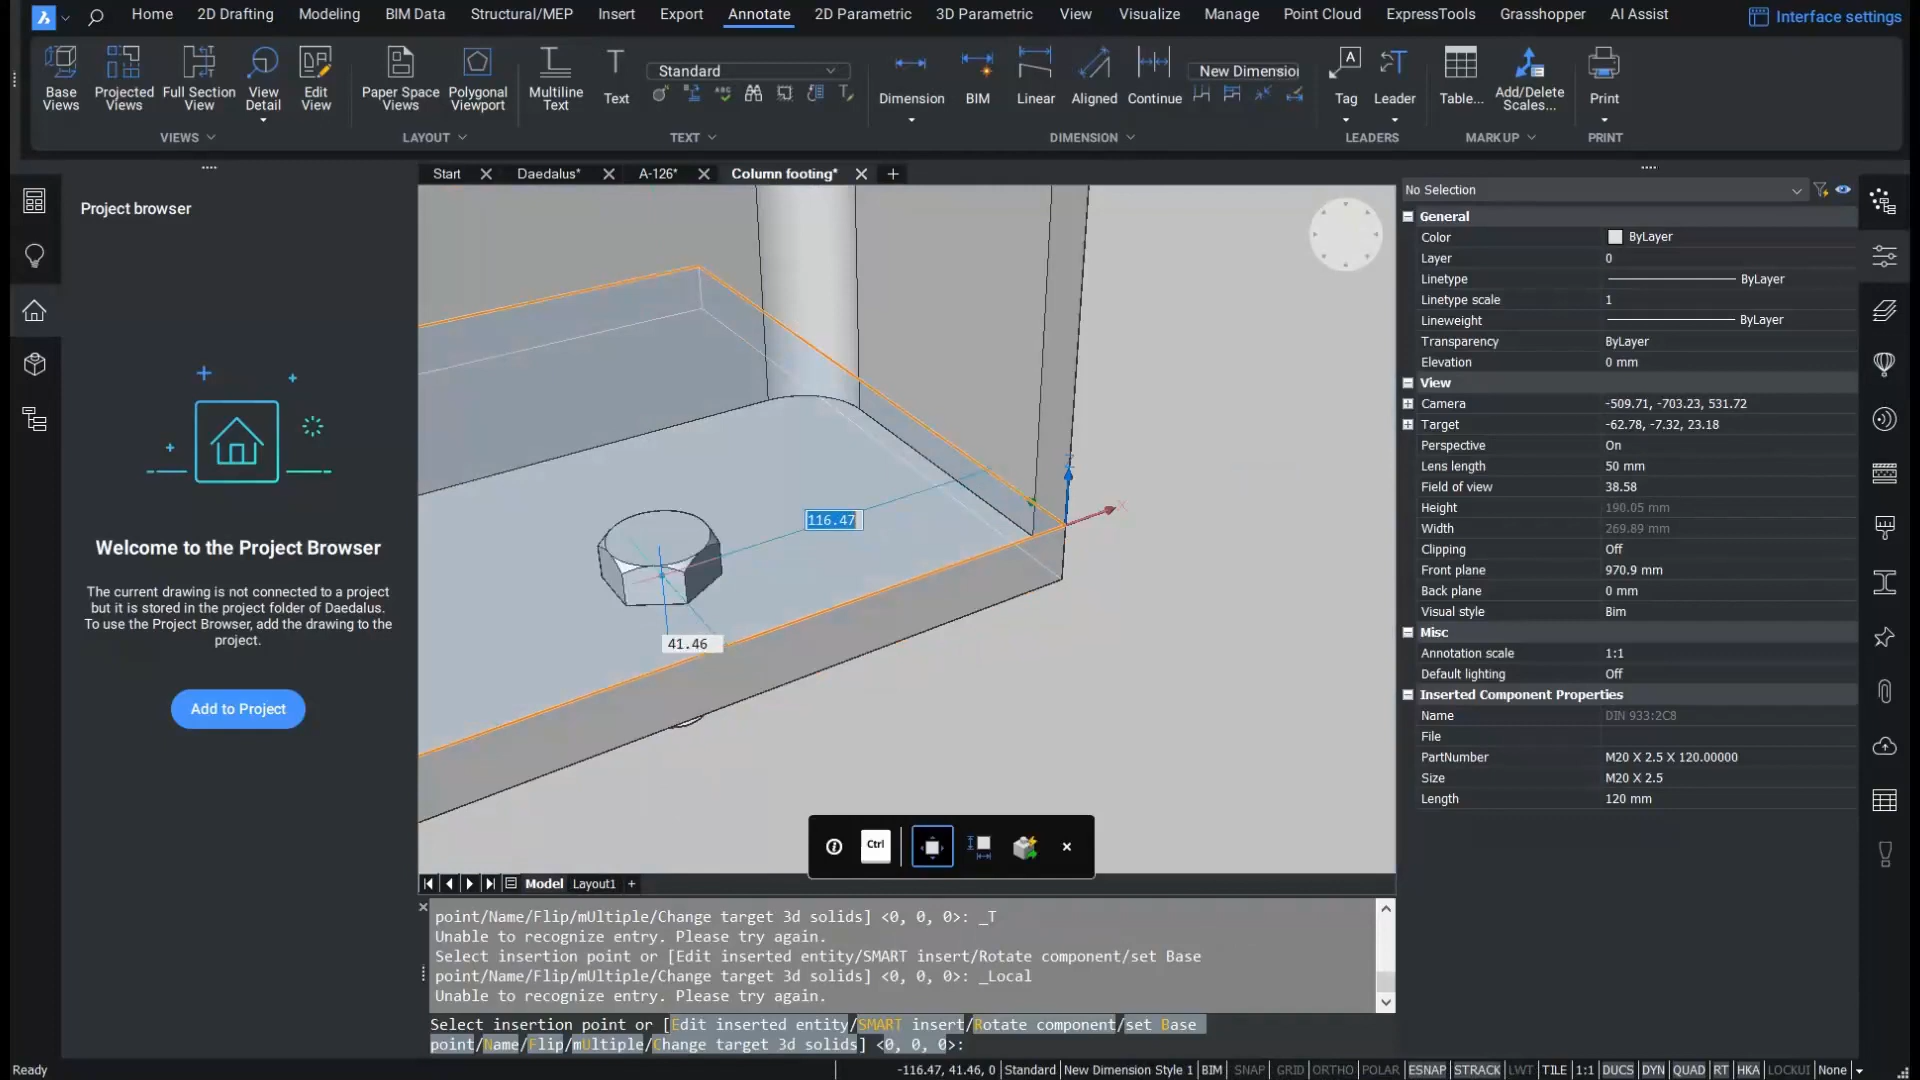 Home 2D Drafting Modeling BIM Data Structural/MEP Insert Export Annotate 2D Parametric 3D Parametric View Visualize Manage Point Cloud ExpressTools Grasshopper AI Assist Interface settings
Base Views
Projected Views
Full Section View
View Detail
Edit View
VIEWS
Paper Space Views
Polygonal Viewport
LAYOUT
Multiline Text
Text
Standard
TEXT
Dimension
BIM
Linear
Aligned
Continue
New Dimensio
DIMENSION
Tag
Leader
LEADERS
Table...
Add/Delete Scales...
MARKUP
Print
PRINT
Start
Daedalus*
A-126*
Column footing*
Project browser
Welcome to the Project Browser
The current drawing is not connected to a project
but it is stored in the project folder of Daedalus.
To use the Project Browser, add the drawing to the
project.
Add to Project
116.47
41.46
X
Z
Ctrl
Model Layout1
No Selection
General
Color ByLayer
Layer 0
Linetype ByLayer
Linetype scale 1
Lineweight ByLayer
Transparency ByLayer
Elevation 0 mm
View
Camera -509.71, -703.23, 531.72
Target -62.78, -7.32, 23.18
Perspective On
Lens length 50 mm
Field of view 38.58
Height 190.05 mm
Width 269.89 mm
Clipping Off
Front plane 970.9 mm
Back plane 0 mm
Visual style Bim
Misc
Annotation scale 1:1
Default lighting Off
Inserted Component Properties
Name DIN 933:2C8
File
PartNumber M20 X 2.5 X 120.00000
Size M20 X 2.5
Length 120 mm
point/Name/Flip/mUltiple/Change target 3d solids] <0, 0, 0>: _T
Unable to recognize entry. Please try again.
Select insertion point or [Edit inserted entity/SMART insert/Rotate component/set Base
point/Name/Flip/mUltiple/Change target 3d solids] <0, 0, 0>: _Local
Unable to recognize entry. Please try again.
Select insertion point or [Edit inserted entity/SMART insert/Rotate component/set Base
point/Name/Flip/mUltiple/Change target 3d solids] <0, 0, 0>:
Ready -116.47, 41.46, 0 Standard New Dimension Style 1 BIM SNAP GRID ORTHO POLAR ESNAP STRACK LWT TILE 1:1 DUCS DYN QUAD RT HKA LOCKUI None